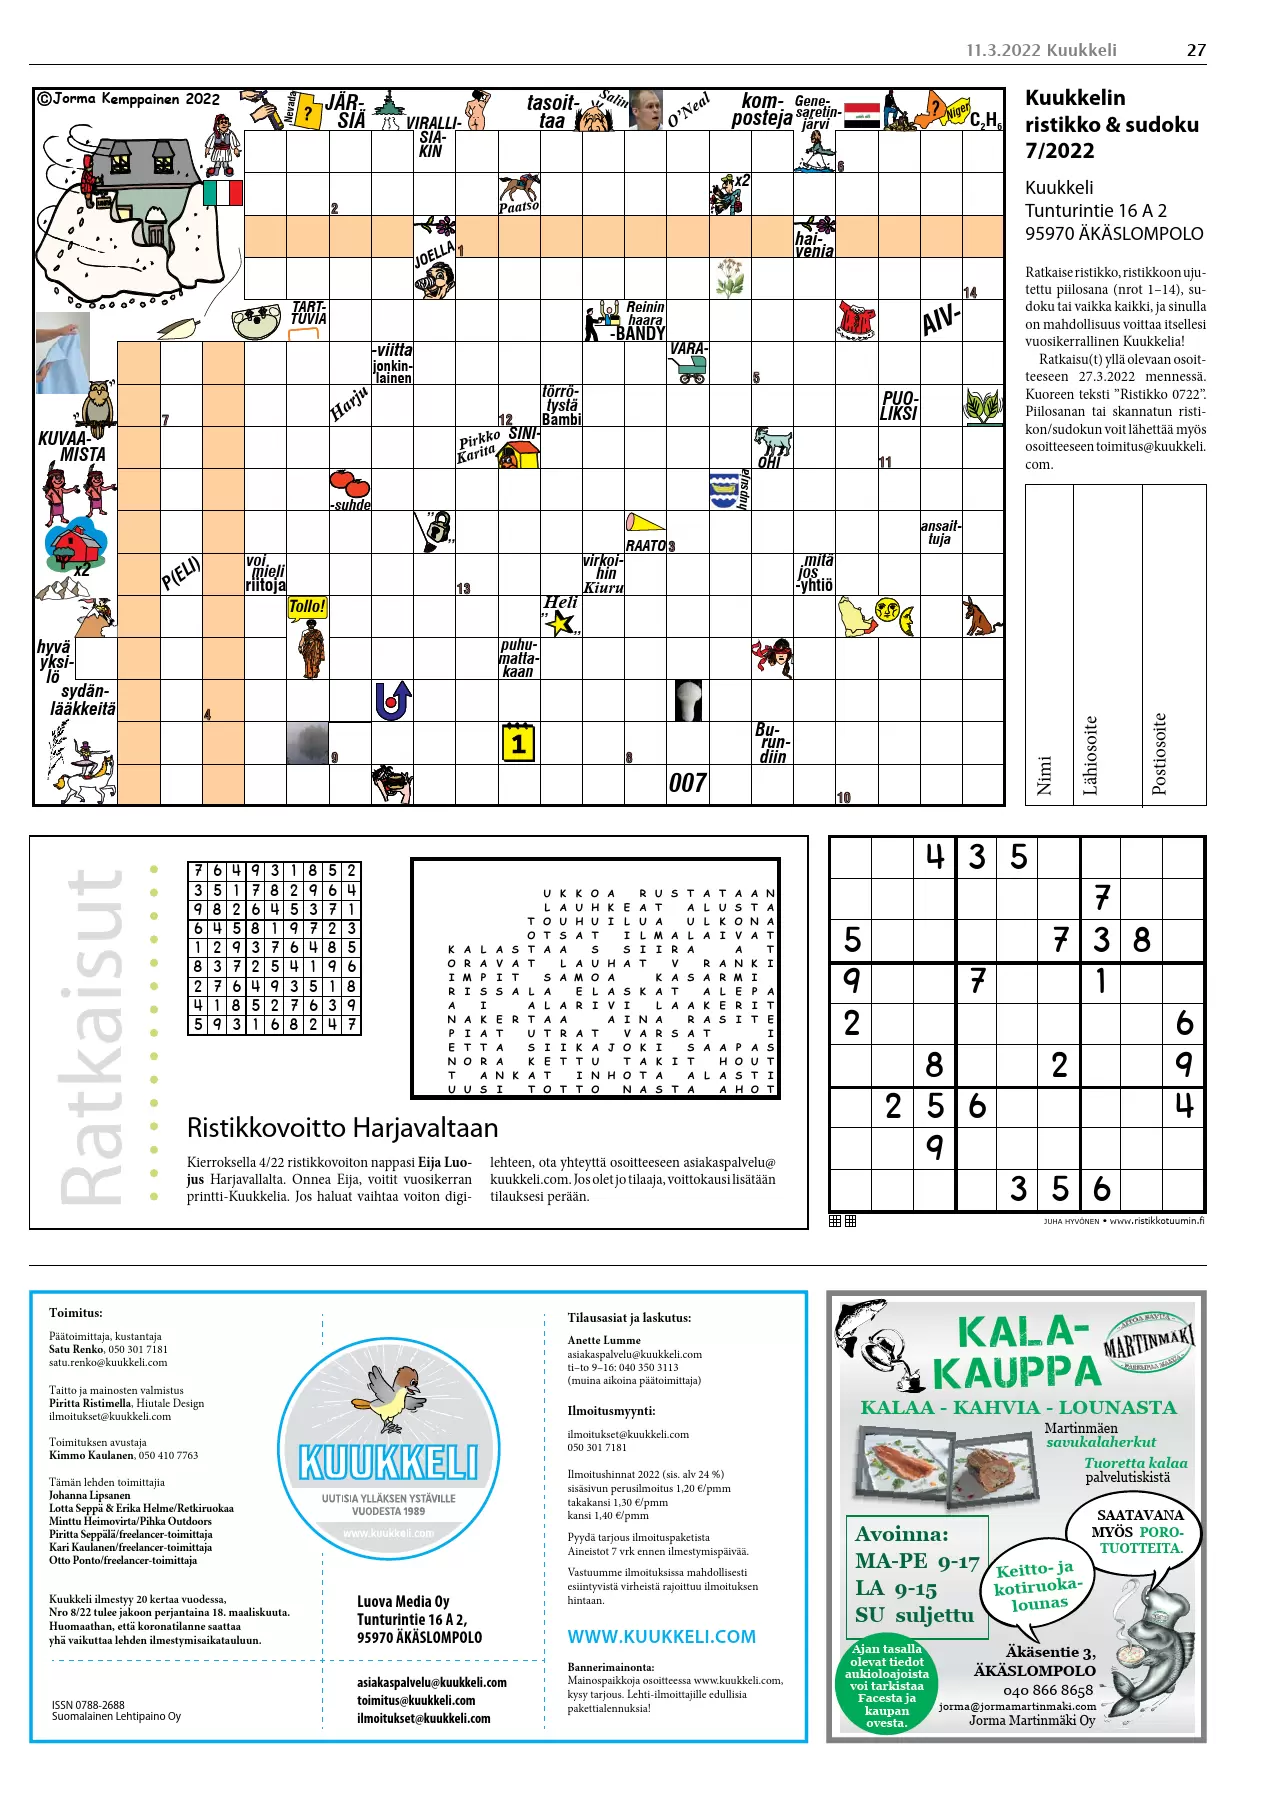 11.3.2022 Kuukkeli 27
©Jorma Kemppainen 2022
Nevada
?
JÄR-
SIÄ
VIRALLI-
SIA-
KIN
tasoit-
taa
Salin
O'Neal
kom-
posteja
Gene-
saretin-
järvi
?
Niger
C2H6
6
2
Paatso
x2
JOELLA
1
hai-
venia
14
TART-
TUVIA
Reinin
haara
-BANDY
AIV-
-viitta
jonkin-
lainen
VARA-
5
Harju
törrö-
tystä
Bambi
PUO-
LIKSI
7
12
KUVAA-
MISTA
Pirkko
Karita
SINI-
OHI
11
-suhde
hupsuja
RAATO
3
ansait-
tuja
x2
P(ELI)
voi
mieli
riitoja
13
virkoi-
hin
Kiuru
mitä
jos
-yhtiö
Tollo!
Heli
hyvä
yksi-
lö
puhu-
matta-
kaan
sydän-
lääkkeitä
4
9
1
8
Bu-
run-
diin
007
10
Kuukkelin
ristikko & sudoku
7/2022
Kuukkeli
Tunturintie 16 A 2
95970 ÄKÄSLOMPOLO
Ratkaise ristikko, ristikkoon uju-
tettu piilosana (nrot 1–14), su-
doku tai vaikka kaikki, ja sinulla
on mahdollisuus voittaa itsellesi
vuosikerrallinen Kuukkelia!
Ratkaisu(t) yllä olevaan osoit-
teeseen 27.3.2022 mennessä.
Kuoreen teksti ”Ristikko 0722”.
Piilosanan tai skannatun risti-
kon/sudokun voit lähettää myös
osoitteeseen toimitus@kuukkeli.
com.
Nimi
Lähiosoite
Postiosoite
Ratkaisut
7 6 4 9 3 1 8 5 2
3 5 1 7 8 2 9 6 4
9 8 2 6 4 5 3 7 1
6 4 5 8 1 9 7 2 3
1 2 9 3 7 6 4 8 5
8 3 7 2 5 4 1 9 6
2 7 6 4 9 3 5 1 8
4 1 8 5 2 7 6 3 9
5 9 3 1 6 8 2 4 7
UKKOA RUSTATAAN
LAUHKEAT ALUSTA
TOUHUILUA ULKONA
OTSAT ILMALAIVAT
KALASTAA S SIIRA A T
ORAVAT LAUHAT V RANKI
IMPIT SAMOA KASARMI
RISSALA ELASKAT ALEPA
A I ALARIVI LAAKERIT
NAKERTAA AINA RASITE
PIAT UTRAT VARSAT I
ETTA SIIKAJOKI SAAPAS
NORA KETTU TAKIT HOUT
T ANKAT INHOTA ALASTI
UUSI TOTTO NASTA AHOT
Ristikkovoitto Harjavaltaan
Kierroksella 4/22 ristikkovoiton nappasi Eija Luo-
jus Harjavallalta. Onnea Eija, voitit vuosikerran
printti-Kuukkelia. Jos haluat vaihtaa voiton digi-
lehteen, ota yhteyttä osoitteeseen asiakaspalvelu@
kuukkeli.com. Jos olet jo tilaaja, voittokausi lisätään
tilauksesi perään.
4 3 5
7
5 7 3 8
9 7 1
2 6
8 2 9
2 5 6 4
9
3 5 6
JUHA HYVÖNEN • www.ristikkotuumin.fi
Toimitus:
Päätoimittaja, kustantaja
Satu Renko, 050 301 7181
satu.renko@kuukkeli.com
Taitto ja mainosten valmistus
Piritta Ristimella, Hiutale Design
ilmoitukset@kuukkeli.com
Toimituksen avustaja
Kimmo Kaulanen, 050 410 7763
Tämän lehden toimittajia
Johanna Lipsanen
Lotta Seppä & Erika Helme/Retkiruokaa
Minttu Heimovirta/Pihka Outdoors
Piritta Seppälä/freelancer-toimittaja
Kari Kaulanen/freelancer-toimittaja
Otto Ponto/freelancer-toimittaja
Kuukkeli ilmestyy 20 kertaa vuodessa,
Nro 8/22 tulee jakoon perjantaina 18. maaliskuuta.
Huomaathan, että koronatilanne saattaa
yhä vaikuttaa lehden ilmestymisaikatauluun.
ISSN 0788-2688
Suomalainen Lehtipaino Oy
KUUKKELI
UUTISIA YLLÄKSEN YSTÄVILLE
VUODESTA 1989
www.kuukkeli.com
Luova Media Oy
Tunturintie 16 A 2,
95970 ÄKÄSLOMPOLO
asiakaspalvelu@kuukkeli.com
toimitus@kuukkeli.com
ilmoitukset@kuukkeli.com
Tilausasiat ja laskutus:
Anette Lumme
asiakaspalvelu@kuukkeli.com
ti–to 9–16: 040 350 3113
(muina aikoina päätoimittaja)
Ilmoitusmyynti:
ilmoitukset@kuukkeli.com
050 301 7181
Ilmoitushinnat 2022 (sis. alv 24 %)
sisäsivun perusilmoitus 1,20 €/pmm
takakansi 1,30 €/pmm
kansi 1,40 €/pmm
Pyydä tarjous ilmoituspaketista
Aineistot 7 vrk ennen ilmestymispäivää.
Vastuumme ilmoituksissa mahdollisesti
esiintyvistä virheistä rajoittuu ilmoituksen
hintaan.
WWW.KUUKKELI.COM
Bannerimainonta:
Mainospaikkoja osoitteessa www.kuukkeli.com,
kysy tarjous. Lehti-ilmoittajille edullisia
pakettialennuksia!
KALA-
KAUPPA
MARTINMÄKI
KALAA - KAHVIA - LOUNASTA
Martinmäen
savukalaherkut
Tuoretta kalaa
palvelutiskistä
SAATAVANA
MYÖS PORO-
TUOTTEITA.
Avoinna:
MA-PE 9-17
LA 9-15
SU suljettu
Keitto- ja
kotiruoka-
lounas
Ajan tasalla
olevat tiedot
aukioloajoista
voi tarkistaa
Facesta ja
kaupan
ovesta.
Äkäsentie 3,
ÄKÄSLOMPOLO
040 866 8658
jorma@jormamartinmaki.com
Jorma Martinmäki Oy